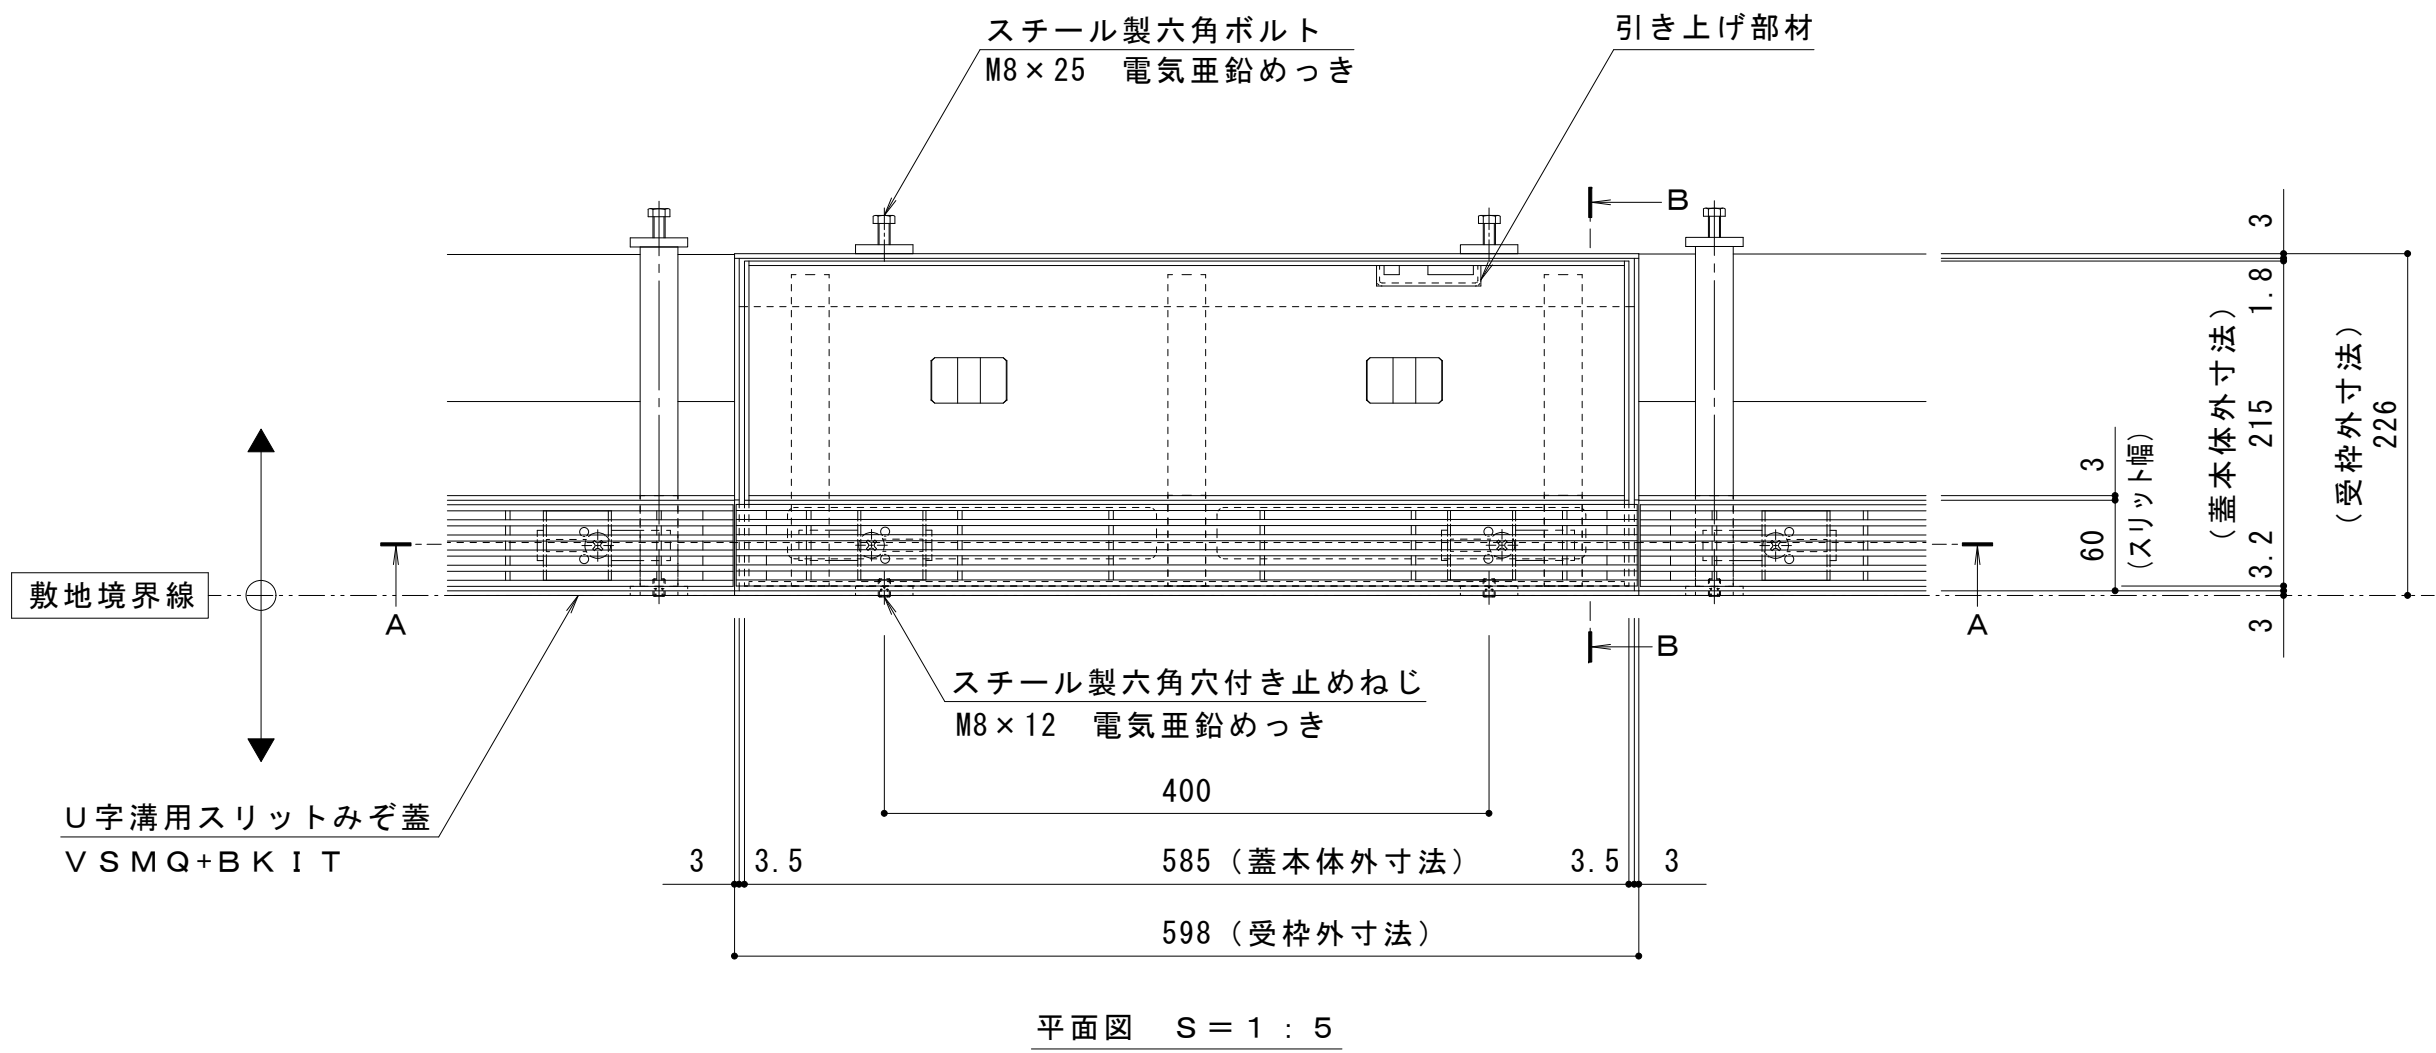 スチール製六角ボルト
M8×25　電気亜鉛めっき
引き上げ部材
B
3
1.8
(蓋本体外寸法)
215
(受枠外寸法)
226
3
(スリット幅)
60
3.2
3
敷地境界線
A
A
B
スチール製六角穴付き止めねじ
M8×12　電気亜鉛めっき
400
U字溝用スリットみぞ蓋
VSMQ+BKIT
3
3.5
585(蓋本体外寸法)
3.5
3
598(受枠外寸法)
平面図　S=1:5